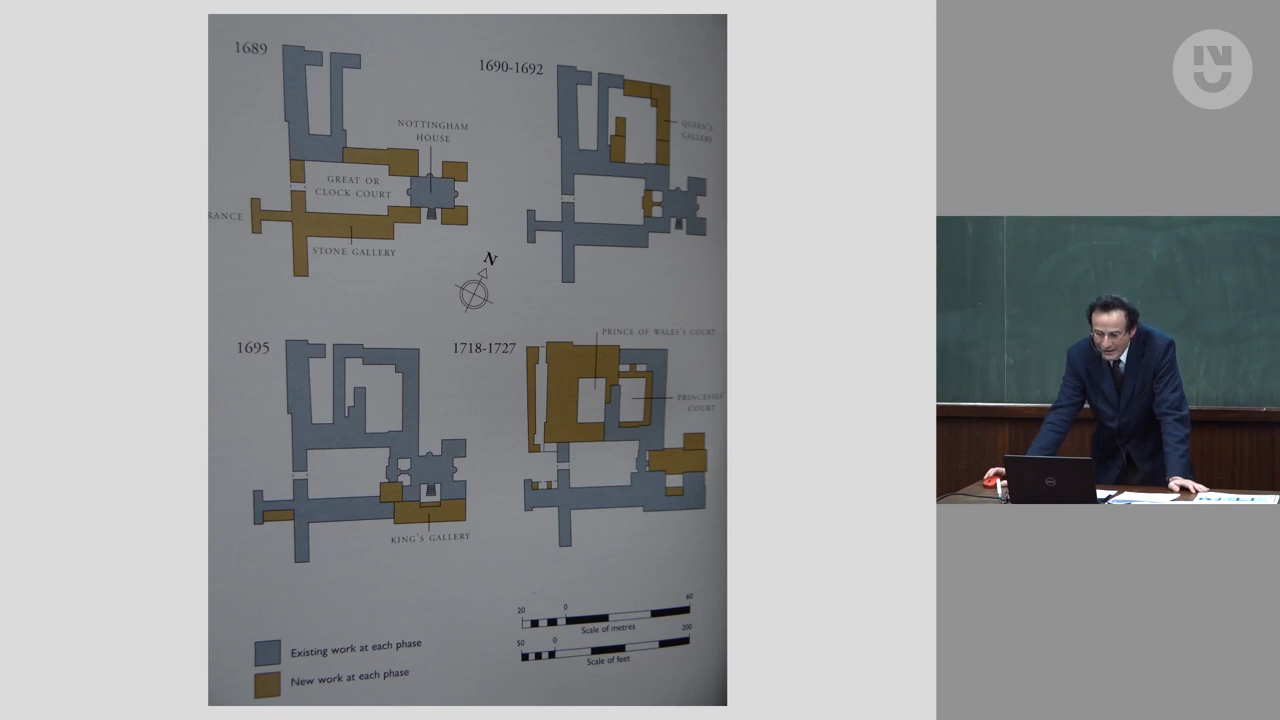 1689
1690-1692
NOTTINGHAM
HOUSE
QUEEN'S
GALLERY
GREAT OR
CLOCK COURT
RANCE
STONE GALLERY
N
PRINCE OF WALES'S COURT
1695
1718-1727
PRINCESSES'
COURT
KING'S GALLERY
20 0 60
Scale of metres
50 0 200
Scale of feet
Existing work at each phase
New work at each phase